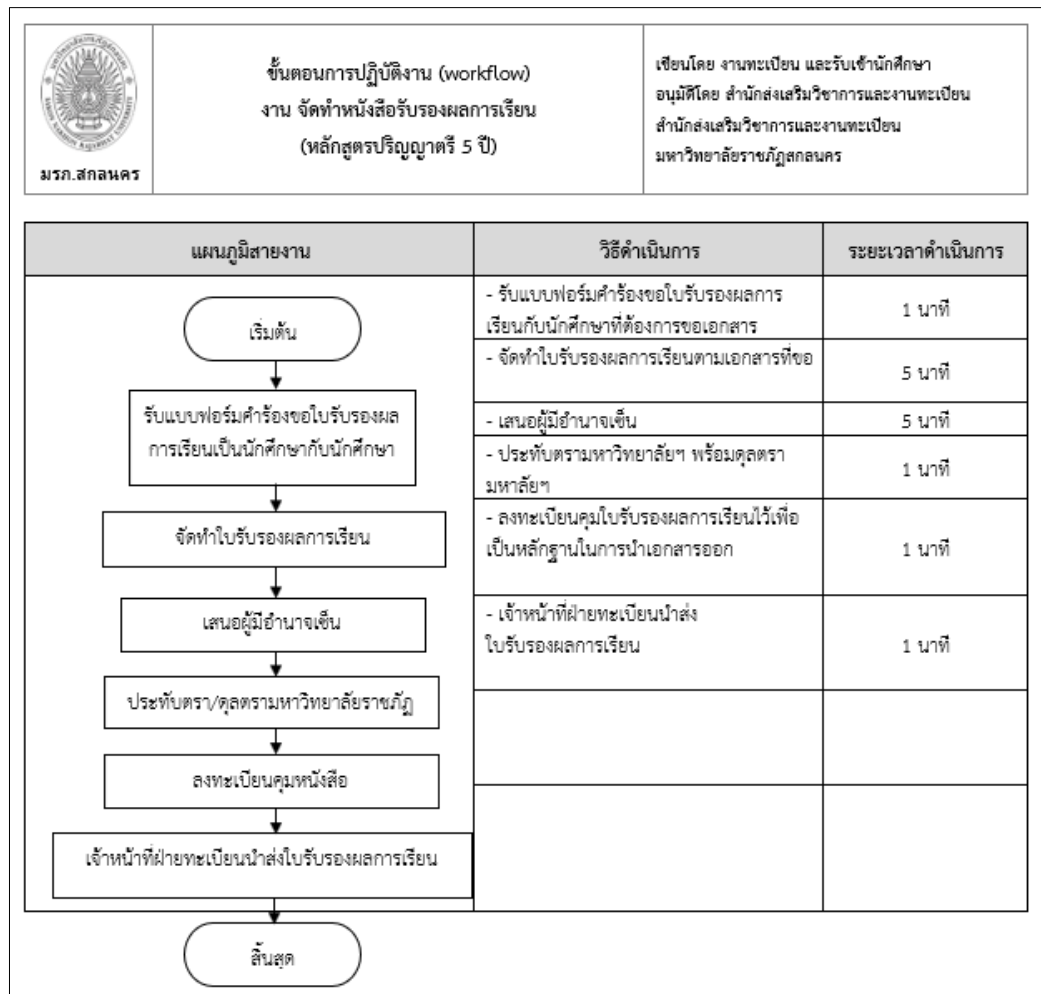 มรภ.สกลนคร
ขั้นตอนการปฏิบัติงาน (workflow)
งาน จัดทำหนังสือรับรองผลการเรียน
(หลักสูตรปริญญาตรี 5 ปี)
เขียนโดย งานทะเบียน และรับเข้านักศึกษา
อนุมัติโดย สำนักส่งเสริมวิชาการและงานทะเบียน
สำนักส่งเสริมวิชาการและงานทะเบียน
มหาวิทยาลัยราชภัฏสกลนคร
แผนภูมิสายงาน
วิธีดำเนินการ
ระยะเวลาดำเนินการ
เริ่มต้น
รับแบบฟอร์มคำร้องขอใบรับรองผล
การเรียนเป็นนักศึกษากับนักศึกษา
จัดทำใบรับรองผลการเรียน
เสนอผู้มีอำนาจเซ็น
ประทับตรา/ดุลตรามหาวิทยาลัยราชภัฏ
ลงทะเบียนคุมหนังสือ
เจ้าหน้าที่ฝ่ายทะเบียนนำส่งใบรับรองผลการเรียน
สิ้นสุด
- รับแบบฟอร์มคำร้องขอใบรับรองผลการ
เรียนกับนักศึกษาที่ต้องการขอเอกสาร
1 นาที
- จัดทำใบรับรองผลการเรียนตามเอกสารที่ขอ
5 นาที
- เสนอผู้มีอำนาจเซ็น
5 นาที
- ประทับตรามหาวิทยาลัยฯ พร้อมดุลตรา
มหาลัยฯ
1 นาที
- ลงทะเบียนคุมใบรับรองผลการเรียนไว้เพื่อ
เป็นหลักฐานในการนำเอกสารออก
1 นาที
- เจ้าหน้าที่ฝ่ายทะเบียนนำส่ง
ใบรับรองผลการเรียน
1 นาที